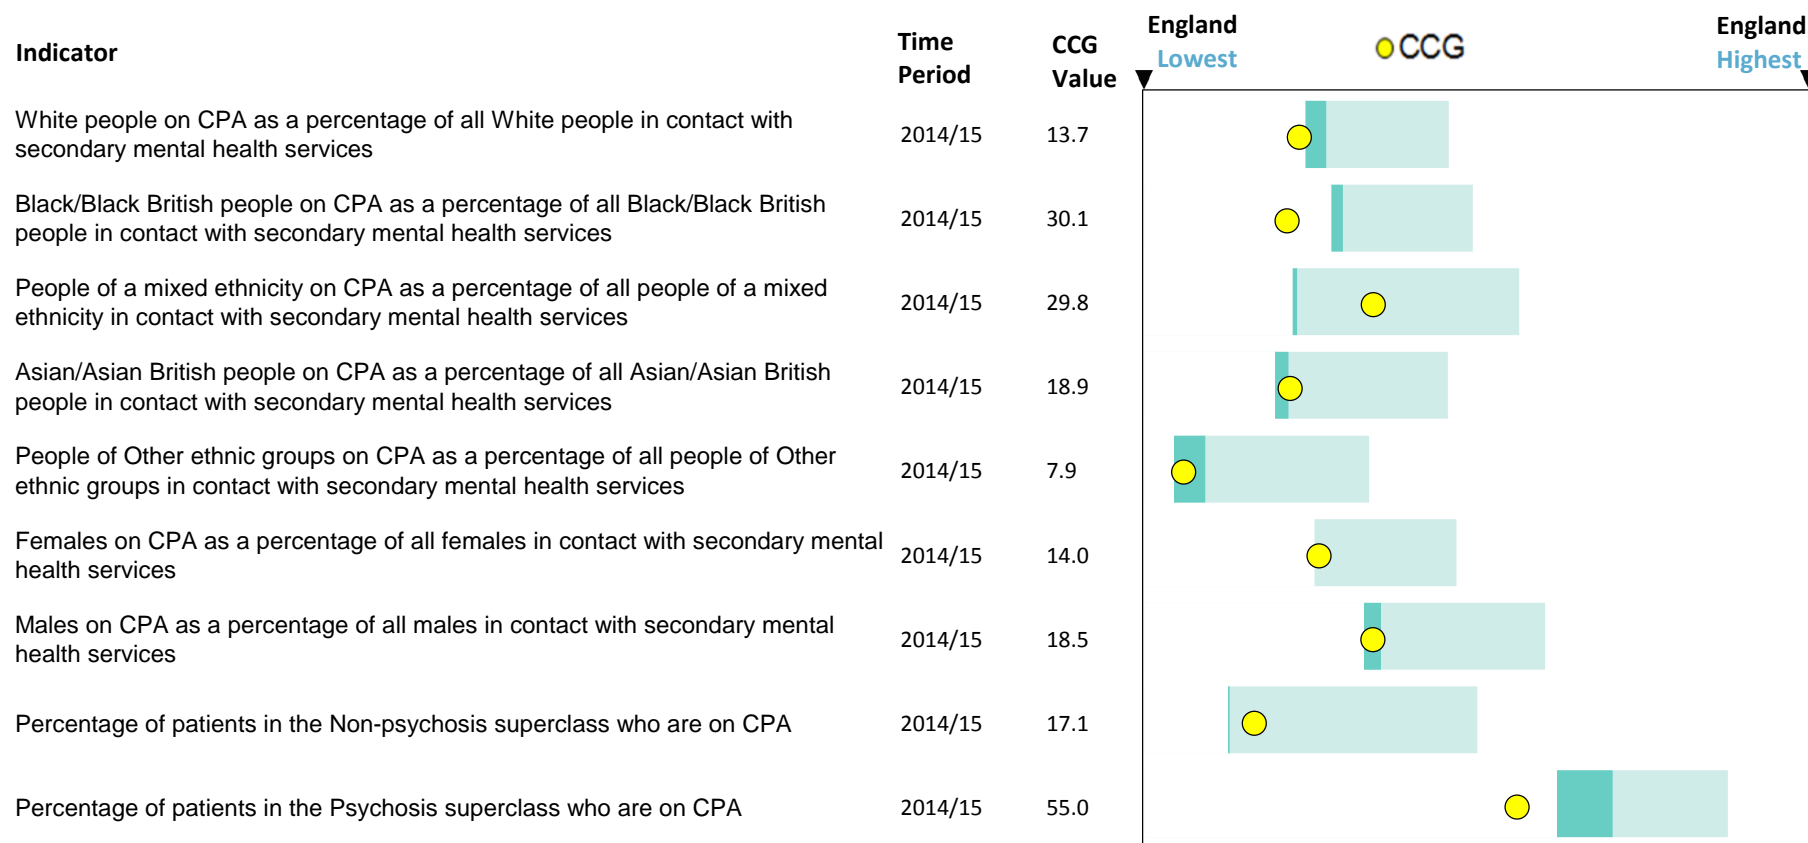 Indicator
Time
Period
CCG
Value
England
Lowest
CCG
England
Highest
White people on CPA as a percentage of all White people in contact with
secondary mental health services
2014/15
13.7
Black/Black British people on CPA as a percentage of all Black/Black British
people in contact with secondary mental health services
2014/15
30.1
People of a mixed ethnicity on CPA as a percentage of all people of a mixed
ethnicity in contact with secondary mental health services
2014/15
29.8
Asian/Asian British people on CPA as a percentage of all Asian/Asian British
people in contact with secondary mental health services
2014/15
18.9
People of Other ethnic groups on CPA as a percentage of all people of Other
ethnic groups in contact with secondary mental health services
2014/15
7.9
Females on CPA as a percentage of all females in contact with secondary mental
health services
2014/15
14.0
Males on CPA as a percentage of all males in contact with secondary mental
health services
2014/15
18.5
Percentage of patients in the Non-psychosis superclass who are on CPA
2014/15
17.1
Percentage of patients in the Psychosis superclass who are on CPA
2014/15
55.0